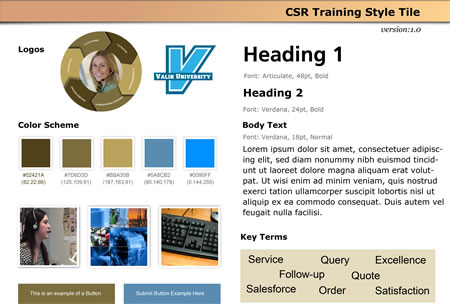 CSR Training Style Tile
version:1.0
Logos
V
VALIN UNIVERSITY
Color Scheme
#52421A #7D6D3D #BBA35B #5A8CB2 #0090FF
(82,22,66) (125,109,61) (187,163,91) (90,140,178) (0,144,255)
This is an example of a Button
Submit Button Example Here
Heading 1
Font: Articulate, 48pt, Bold
Heading 2
Font: Verdana, 24pt, Bold
Body Text
Font: Verdana, 18pt, Normal
Lorem ipsum dolor sit amet, consectetuer adipisc-
ing elit, sed diam nonummy nibh euismod tincid-
unt ut laoreet dolore magna aliquam erat volut-
pat. Ut wisi enim ad minim veniam, quis nostrud
exerci tation ullamcorper suscipit lobortis nisl ut
aliquip ex ea commodo consequat. Duis autem vel
feugait nulla facilisi.
Key Terms
Service Query Excellence
Follow-up Quote
Salesforce Order Satisfaction